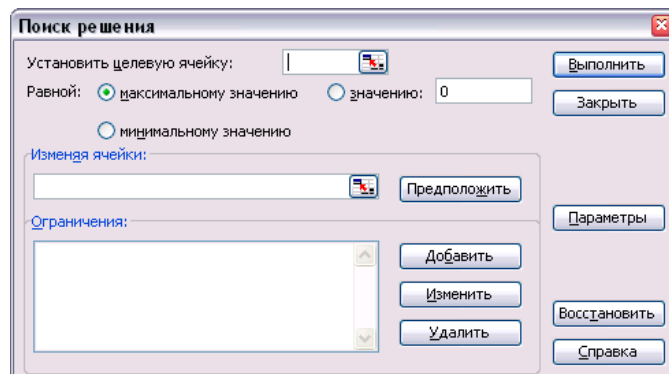 Поиск решения
Установить целевую ячейку:
Выполнить
Равной: максимальному значению значению: 0
Закрыть
минимальному значению
Изменяя ячейки:
Предположить
Ограничения:
Параметры
Добавить
Изменить
Восстановить
Удалить
Справка